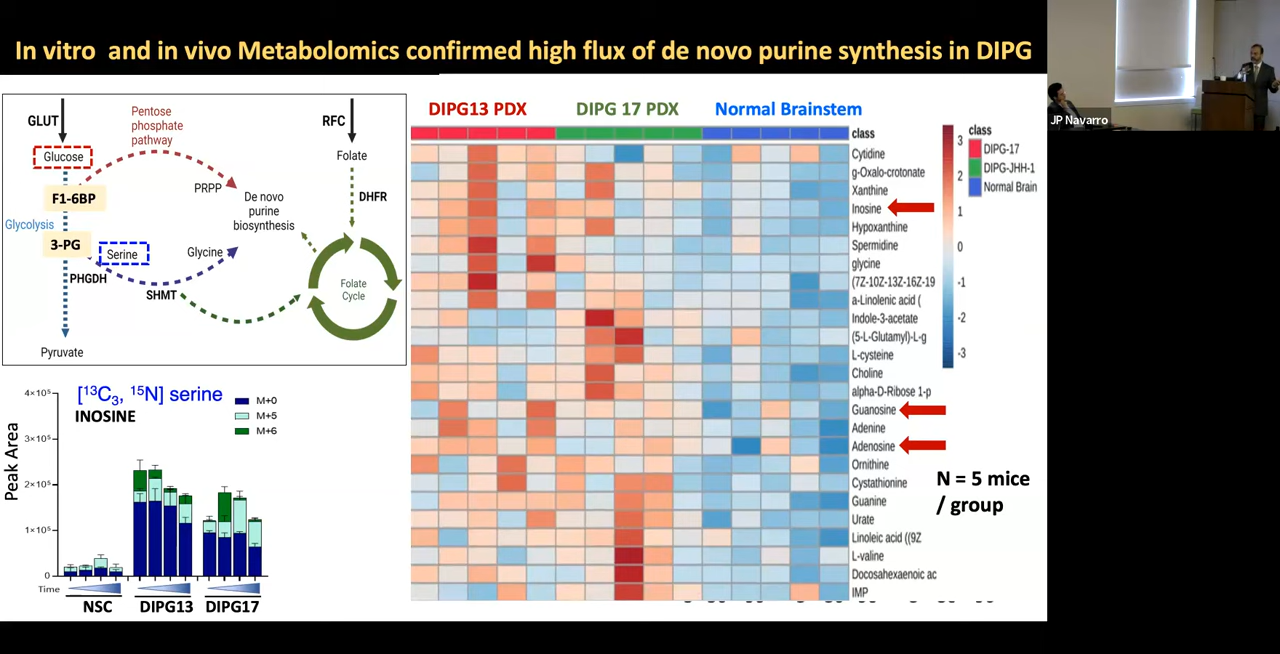 In vitro and in vivo Metabolomics confirmed high flux of de novo purine synthesis in DIPG
JP Navarro
GLUT
Pentose
phosphate
pathway
RFC
Glucose
Folate
F1-6BP
PRPP
De novo
purine
biosynthesis
DHFR
Glycolysis
3-PG
Serine
Glycine
PHGDH
SHMT
Folate
Cycle
Pyruvate
[¹³C₃, ¹⁵N] serine
INOSINE
M+0
M+5
M+6
Peak Area
4×10⁵
3×10⁵
2×10⁵
1×10⁵
0
Time
NSC
DIPG13
DIPG17
DIPG13 PDX
DIPG 17 PDX
Normal Brainstem
class
Cytidine
g-Oxalo-crotonate
Xanthine
Inosine
Hypoxanthine
Spermidine
glycine
(7Z-10Z-13Z-16Z-19
a-Linolenic acid (
Indole-3-acetate
(5-L-Glutamyl)-L-g
L-cysteine
Choline
alpha-D-Ribose 1-p
Guanosine
Adenine
Adenosine
Ornithine
Cystathionine
Guanine
Urate
Linoleic acid ((9Z
L-valine
Docosahexaenoic ac
IMP
3
2
1
0
-1
-2
-3
class
DIPG-17
DIPG-JHH-1
Normal Brain
N = 5 mice
/ group